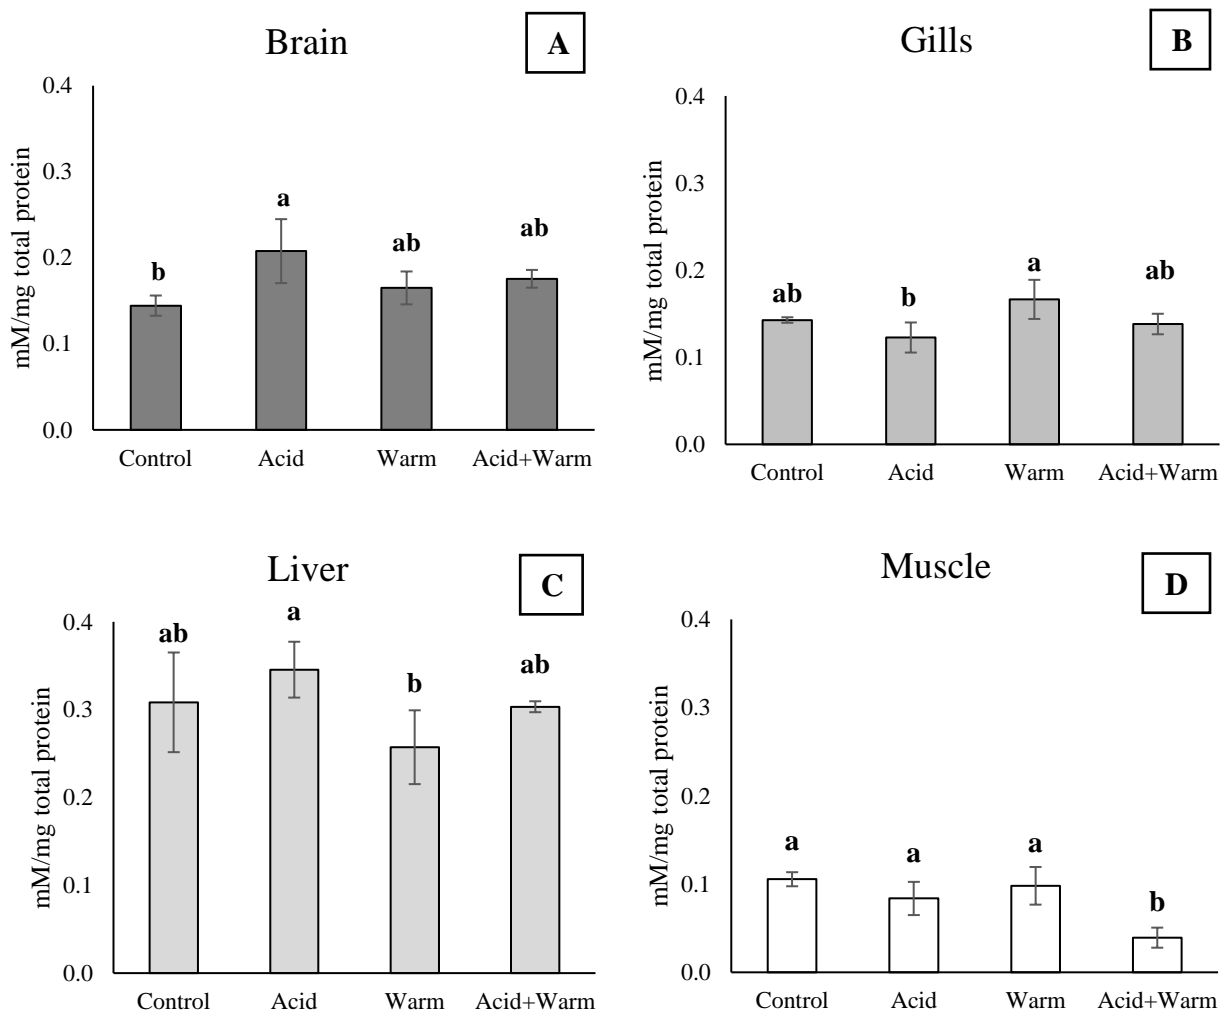 Brain
A
mM/mg total protein
0.4
0.3
0.2
0.1
0.0
b
a
ab
ab
Control
Acid
Warm
Acid+Warm
Gills
B
mM/mg total protein
0.4
0.3
0.2
0.1
0.0
ab
b
a
ab
Control
Acid
Warm
Acid+Warm
Liver
C
mM/mg total protein
0.4
0.3
0.2
0.1
0.0
ab
a
b
ab
Control
Acid
Warm
Acid+Warm
Muscle
D
mM/mg total protein
0.4
0.3
0.2
0.1
0.0
a
a
a
b
Control
Acid
Warm
Acid+Warm